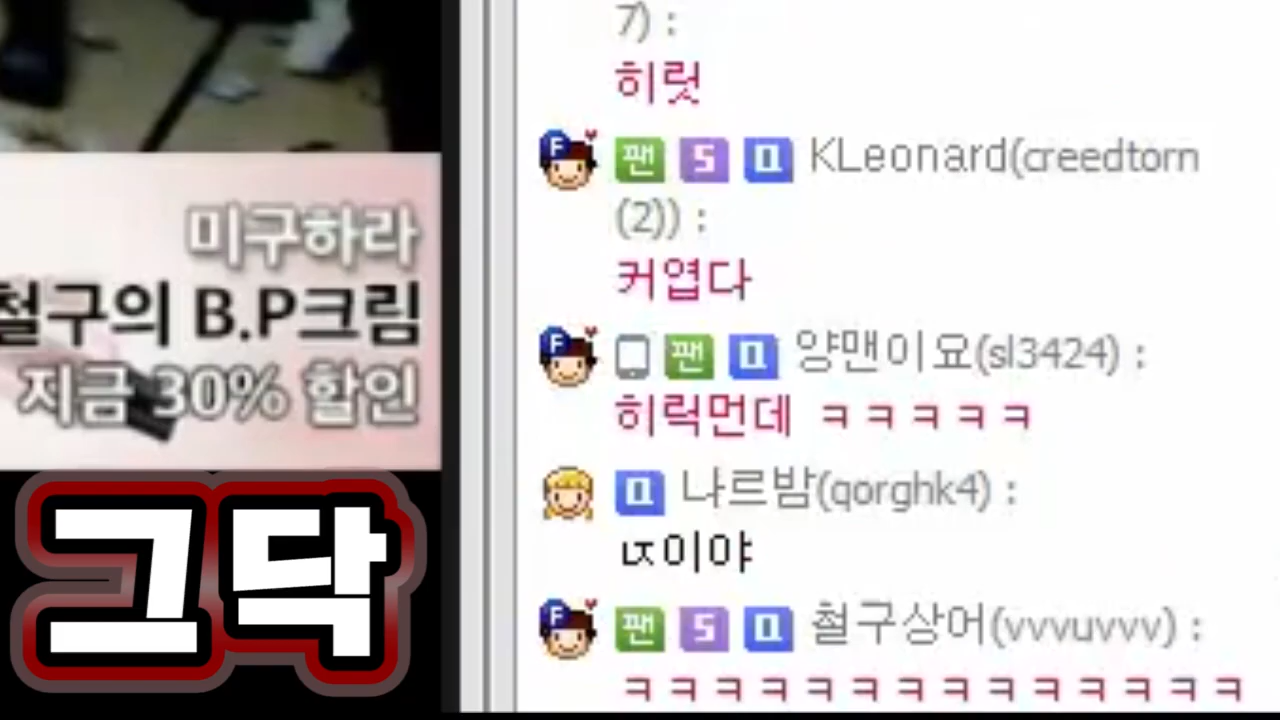 미구하라
철구의 B.P크림
지금 30% 할인
그닥
7) :
히럿
팬 S Q KLeonard(creedtorn
(2)) :
커엽다
팬 Q 양맨이요(sl3424) :
히럭먼데 ㅋㅋㅋㅋㅋ
Q 나르밤(qorghk4) :
ㄵ이야
팬 S Q 철구상어(vvvuvvv) :
ㅋㅋㅋㅋㅋㅋㅋㅋㅋㅋㅋㅋㅋㅋ